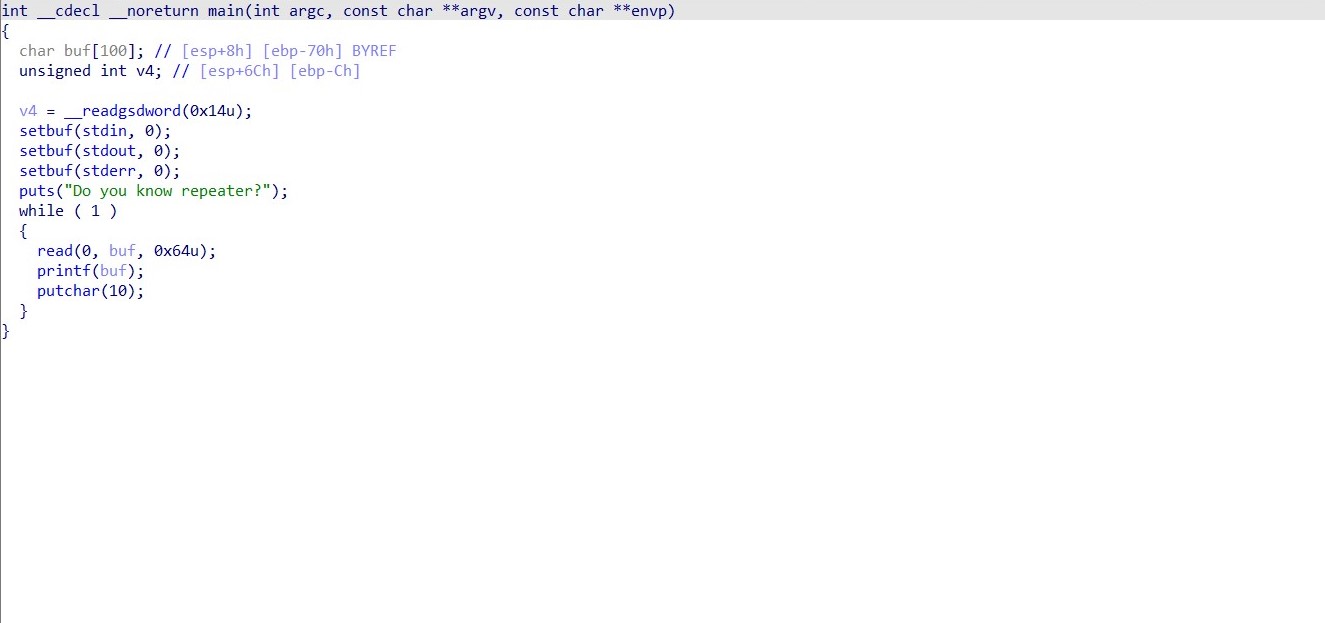 int __cdecl __noreturn main(int argc, const char **argv, const char **envp)
{
  char buf[100]; // [esp+8h] [ebp-70h] BYREF
  unsigned int v4; // [esp+6Ch] [ebp-Ch]

  v4 = __readgsdword(0x14u);
  setbuf(stdin, 0);
  setbuf(stdout, 0);
  setbuf(stderr, 0);
  puts("Do you know repeater?");
  while ( 1 )
  {
    read(0, buf, 0x64u);
    printf(buf);
    putchar(10);
  }
}